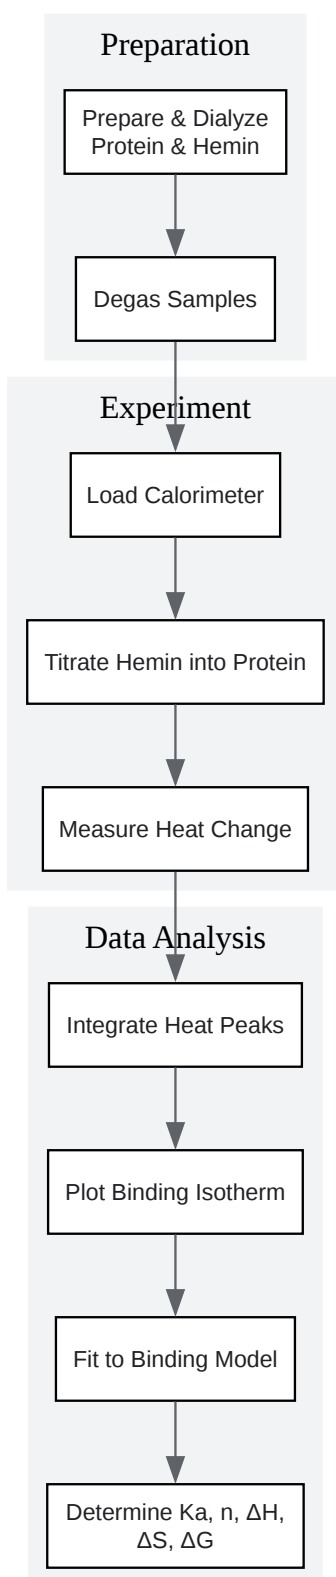 Preparation
Prepare & Dialyze
Protein & Hemin
Degas Samples
Experiment
Load Calorimeter
Titrate Hemin into Protein
Measure Heat Change
Data Analysis
Integrate Heat Peaks
Plot Binding Isotherm
Fit to Binding Model
Determine Ka, n, ΔH,
ΔS, ΔG